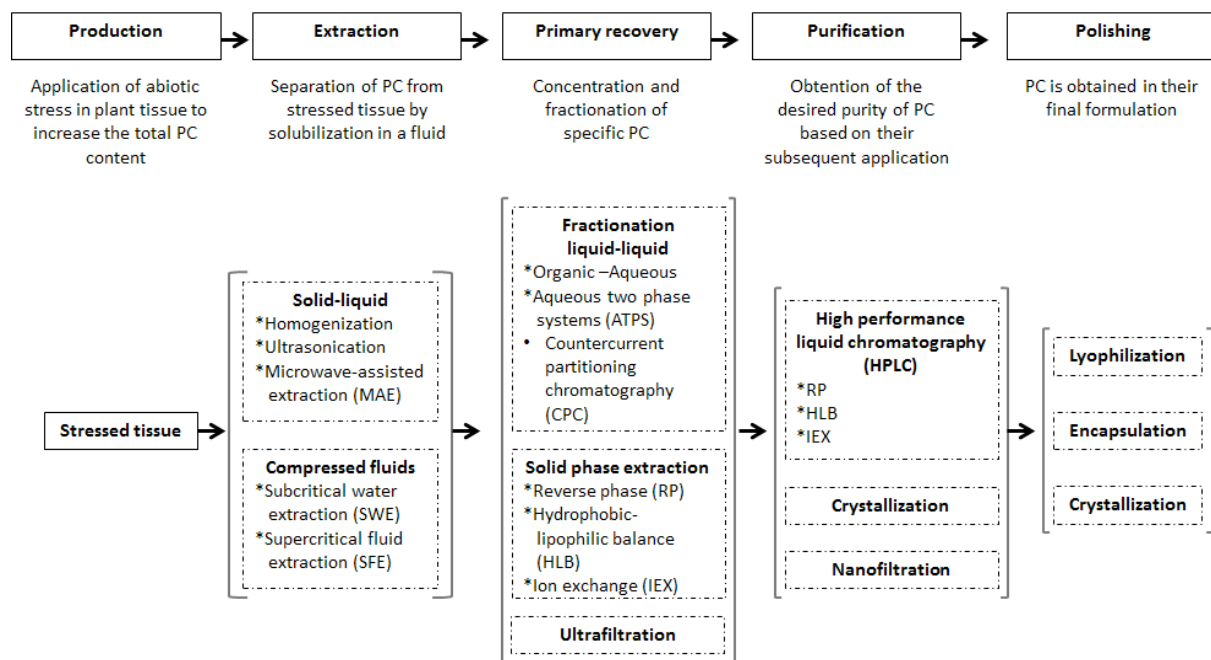 Production
Extraction
Primary recovery
Purification
Polishing
Application of abiotic
stress in plant tissue to
increase the total PC
content
Separation of PC from
stressed tissue by
solubilization in a fluid
Concentration and
fractionation of
specific PC
Obtention of the
desired purity of PC
based on their
subsequent application
PC is obtained in their
final formulation
Stressed tissue
Solid-liquid
*Homogenization
*Ultrasonication
*Microwave-assisted
extraction (MAE)
Compressed fluids
*Subcritical water
extraction (SWE)
*Supercritical fluid
extraction (SFE)
Fractionation
liquid-liquid
*Organic –Aqueous
*Aqueous two phase
systems (ATPS)
• Countercurrent
partitioning
chromatography
(CPC)
Solid phase extraction
*Reverse phase (RP)
*Hydrophobic-
lipophilic balance
(HLB)
*Ion exchange (IEX)
Ultrafiltration
High performance
liquid chromatography
(HPLC)
*RP
*HLB
*IEX
Crystallization
Nanofiltration
Lyophilization
Encapsulation
Crystallization